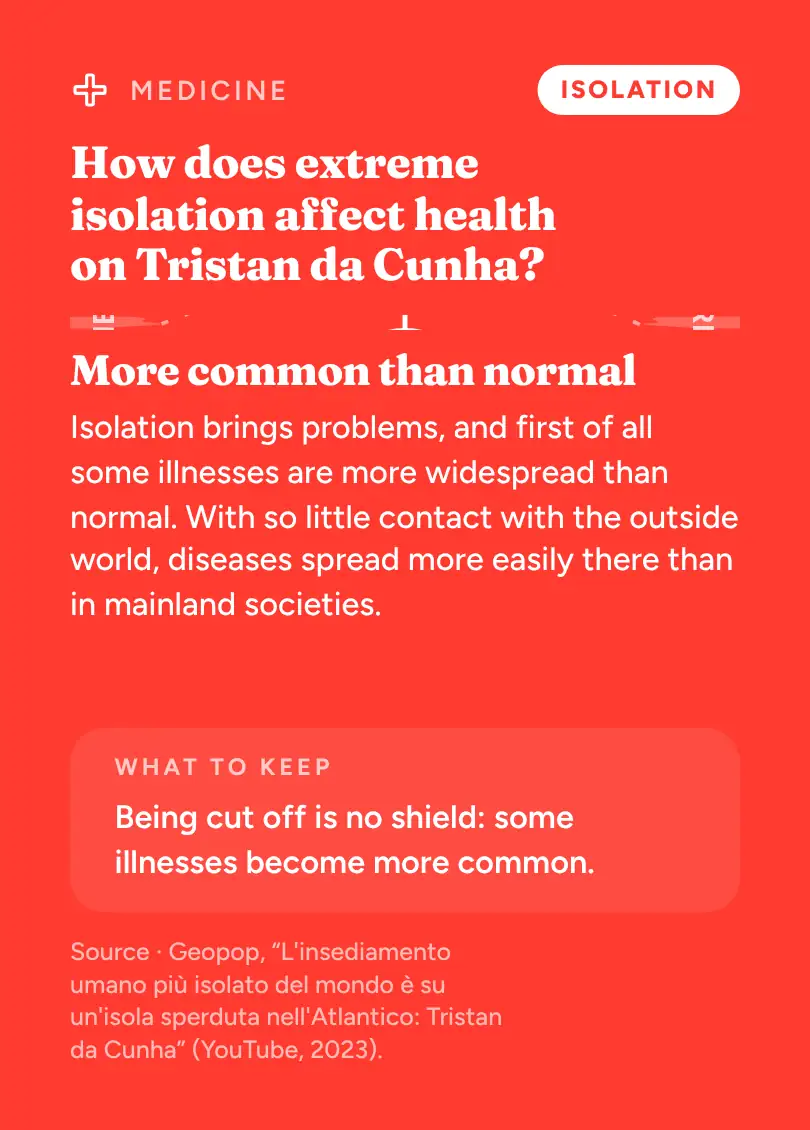 MEDICINE
ISOLATION
How does extreme
isolation affect health
on Tristan da Cunha?
More common than normal
Isolation brings problems, and first of all
some illnesses are more widespread than
normal. With so little contact with the outside
world, diseases spread more easily there than
in mainland societies.
WHAT TO KEEP
Being cut off is no shield: some
illnesses become more common.
Source · Geopop, “L'insediamento
umano più isolato del mondo è su
un'isola sperduta nell'Atlantico: Tristan
da Cunha” (YouTube, 2023).